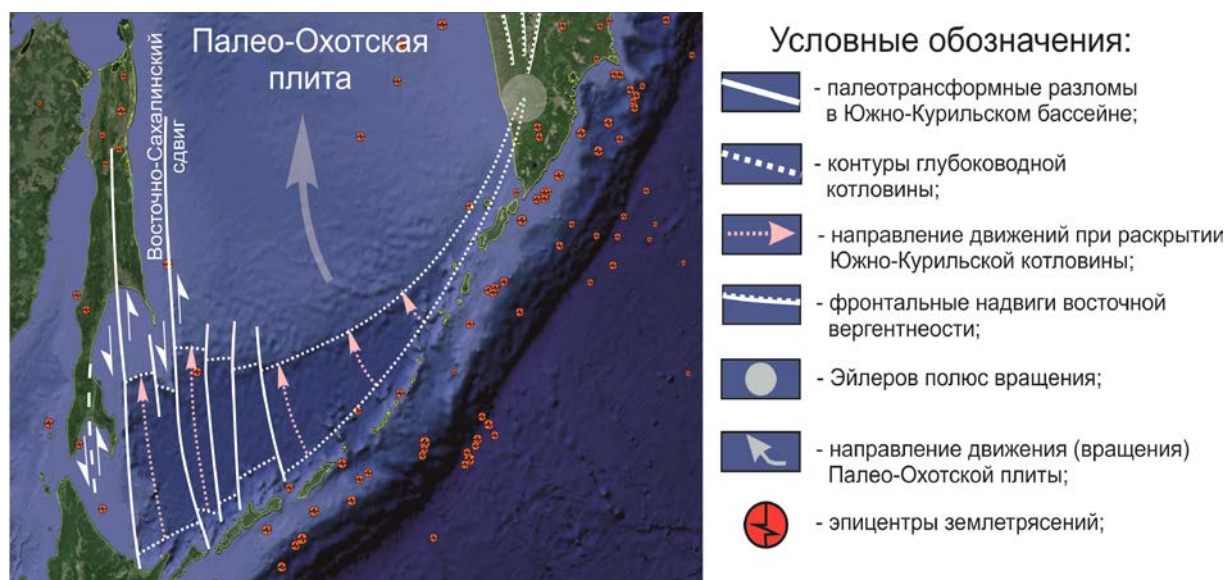 Палео-Охотская
плита
Восточно-Сахалинский
сдвиг
Условные обозначения:
- палеотрансформные разломы
в Южно-Курильском бассейне;
- контуры глубоководной
котловины;
- направление движений при раскрытии
Южно-Курильской котловины;
- фронтальные надвиги восточной
вергентнеости;
- Эйлеров полюс вращения;
- направление движения (вращения)
Палео-Охотской плиты;
- эпицентры землетрясений;